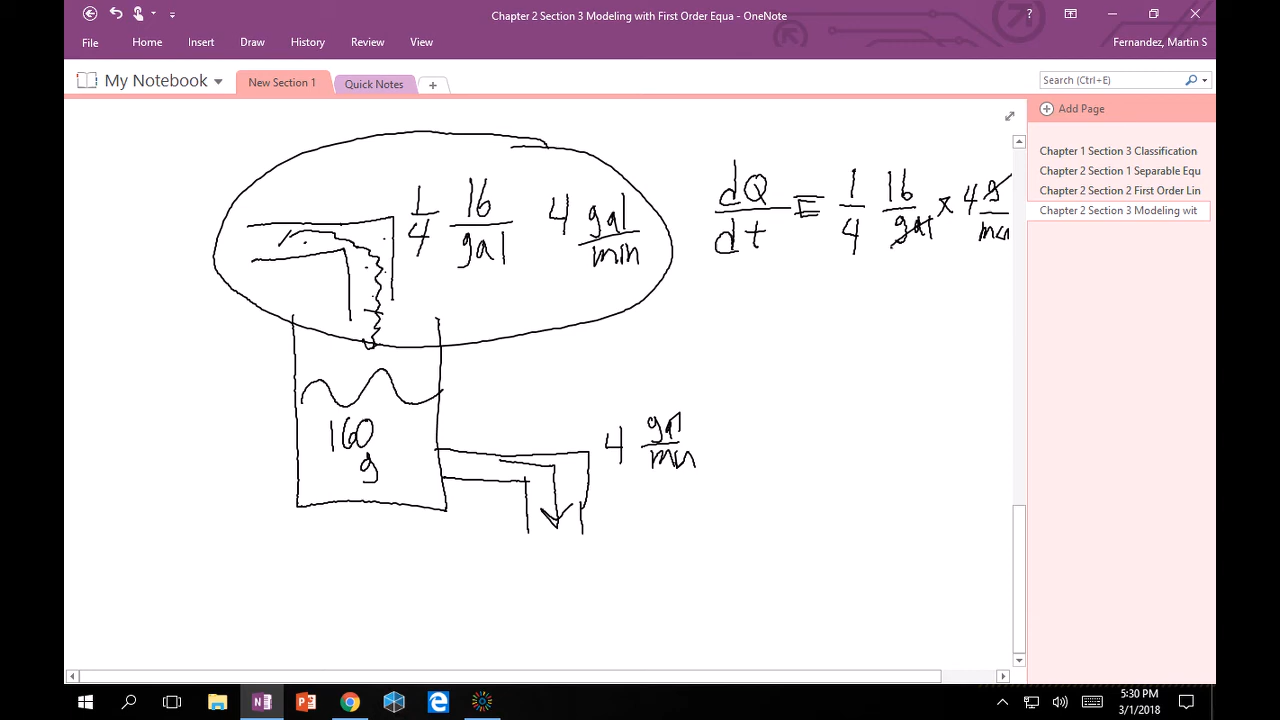 Chapter 2 Section 3 Modeling with First Order Equa - OneNote
?
File Home Insert Draw History Review View
Fernandez, Martin S
My Notebook
New Section 1
Quick Notes
+
Search (Ctrl+E)
Add Page
Chapter 1 Section 3 Classification
Chapter 2 Section 1 Separable Equ
Chapter 2 Section 2 First Order Lin
Chapter 2 Section 3 Modeling wit
1/4 lb/gal 4 gal/min
dQ/dt = 1/4 lb/gal × 4 g/min
160
g
4 gal/min
5:30 PM
3/1/2018